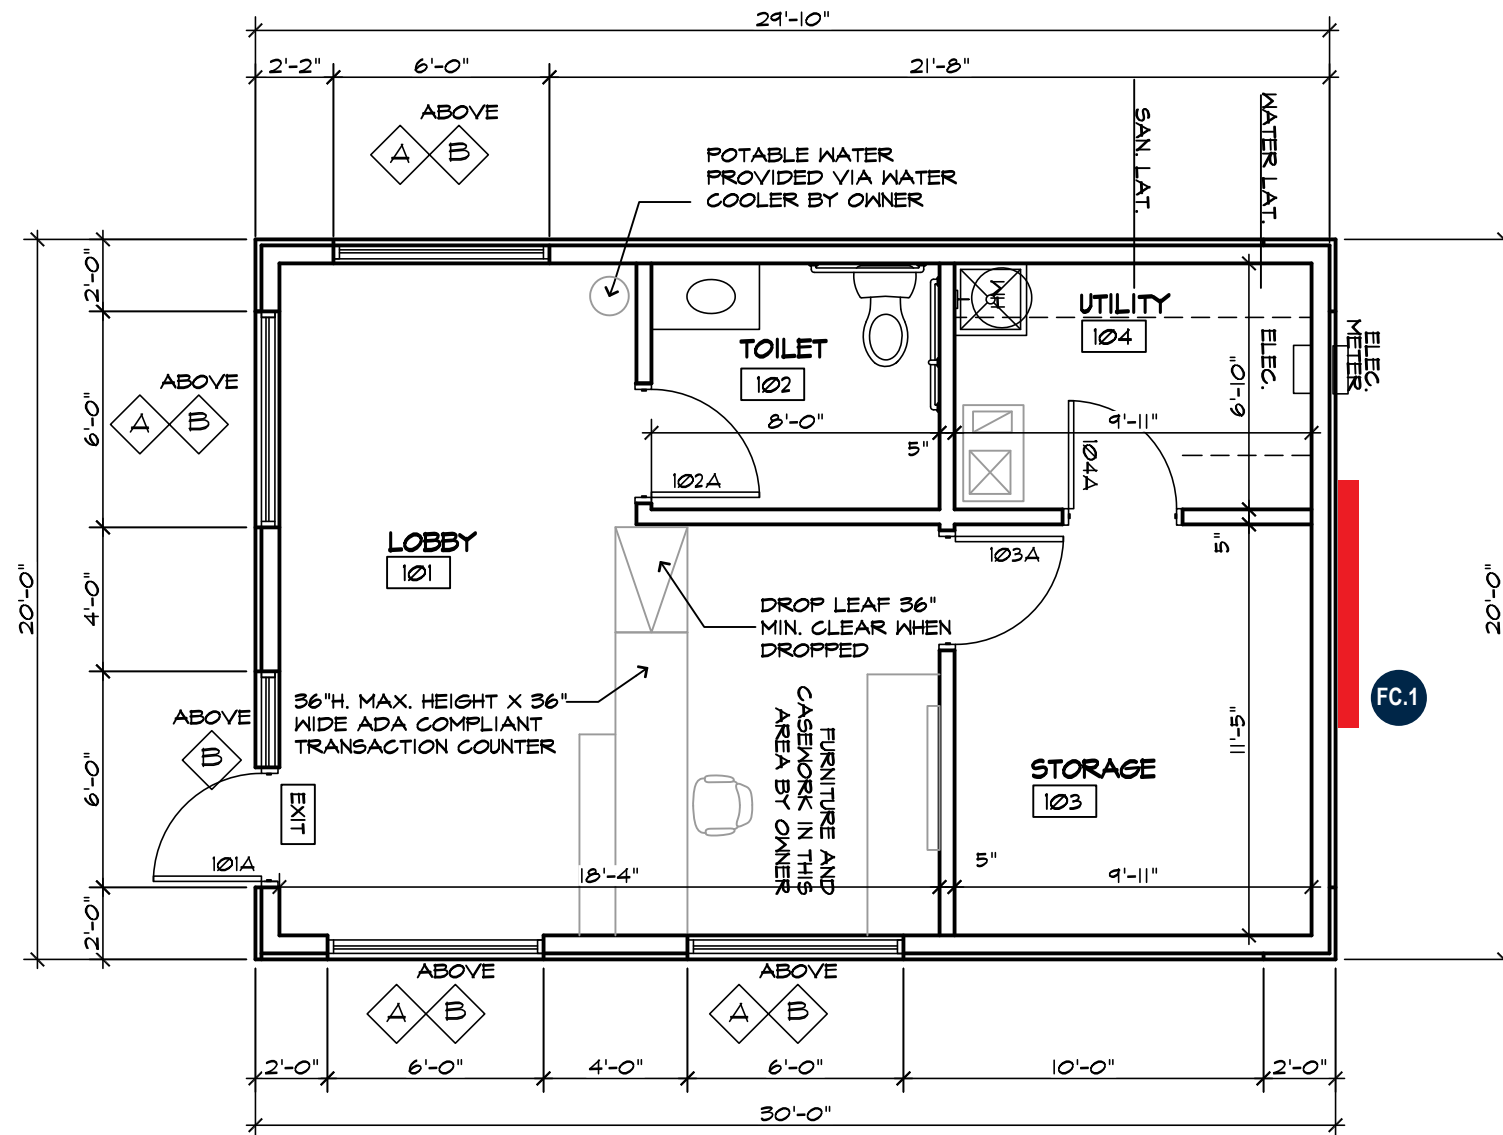 29'-10"
2'-2"
6'-0"
21'-8"
ABOVE
A
B
POTABLE WATER
PROVIDED VIA WATER
COOLER BY OWNER
SAN. LAT.
WATER LAT.
2'-0"
6'-0"
4'-0"
6'-0"
2'-0"
20'-0"
ABOVE
A
B
ABOVE
B
TOILET
102
8'-0"
5"
102A
WH
UTILITY
104
ELEC.
ELEC.
METER
6'-10"
9'-11"
104A
5"
LOBBY
101
103A
DROP LEAF 36"
MIN. CLEAR WHEN
DROPPED
36"H. MAX. HEIGHT X 36"
WIDE ADA COMPLIANT
TRANSACTION COUNTER
FURNITURE AND
CASEWORK IN THIS
AREA BY OWNER
EXIT
101A
18'-4"
STORAGE
103
11'-5"
5"
9'-11"
FC.1
20'-0"
ABOVE
A
B
ABOVE
A
B
2'-0"
6'-0"
4'-0"
6'-0"
10'-0"
2'-0"
30'-0"